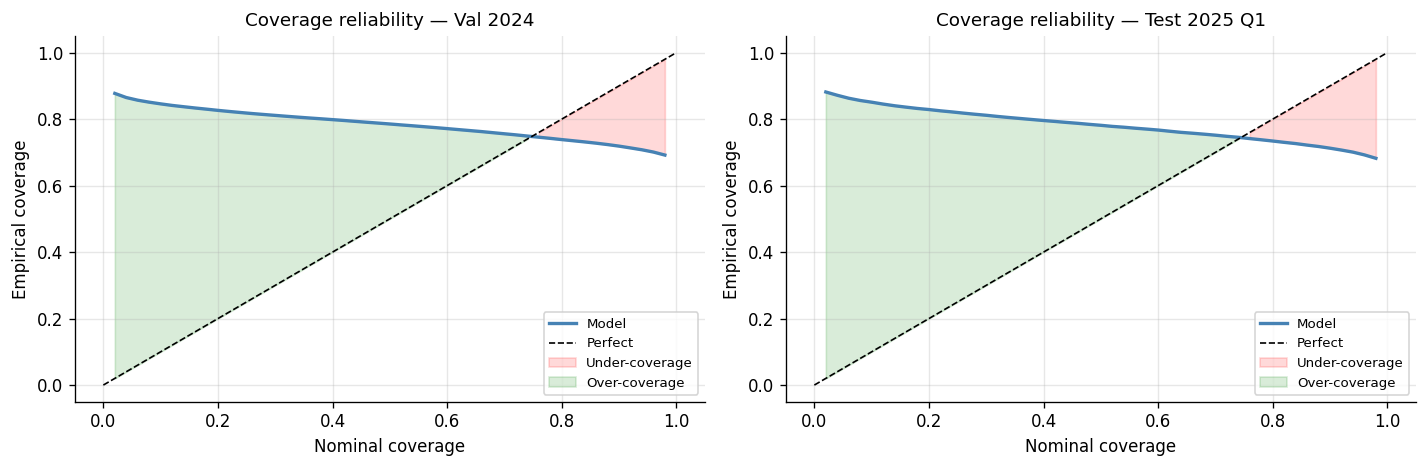 Coverage reliability — Val 2024
Empirical coverage
1.0
0.8
0.6
0.4
0.2
0.0
0.0 0.2 0.4 0.6 0.8 1.0
Nominal coverage
Model
Perfect
Under-coverage
Over-coverage
Coverage reliability — Test 2025 Q1
Empirical coverage
1.0
0.8
0.6
0.4
0.2
0.0
0.0 0.2 0.4 0.6 0.8 1.0
Nominal coverage
Model
Perfect
Under-coverage
Over-coverage